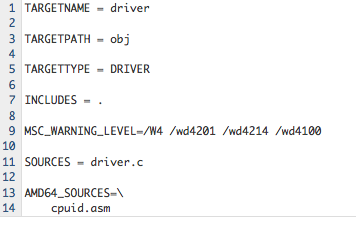 1 TARGETNAME = driver
2
3 TARGETPATH = obj
4
5 TARGETTYPE = DRIVER
6
7 INCLUDES = .
8
9 MSC_WARNING_LEVEL=/W4 /wd4201 /wd4214 /wd4100
10
11 SOURCES = driver.c
12
13 AMD64_SOURCES=\
14     cpuid.asm